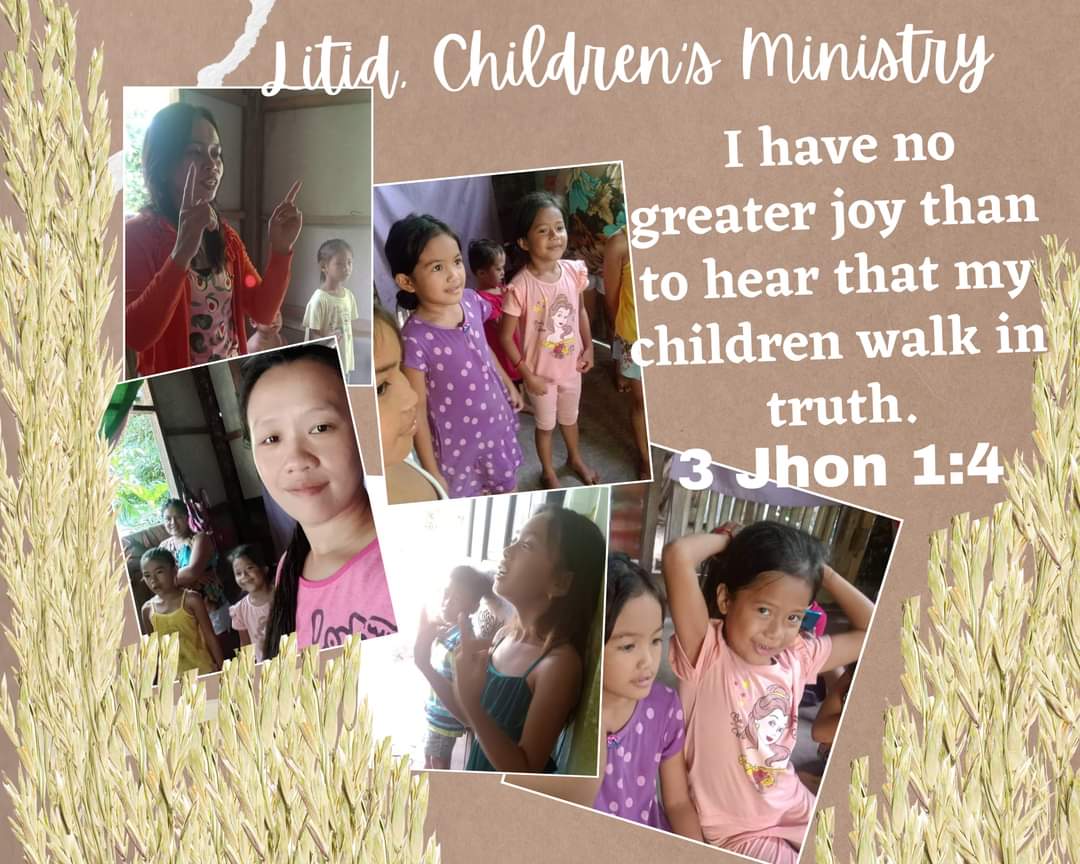 Litid, Children's Ministry
I have no
greater joy than
to hear that my
children walk in
truth.
3 Jhon 1:4